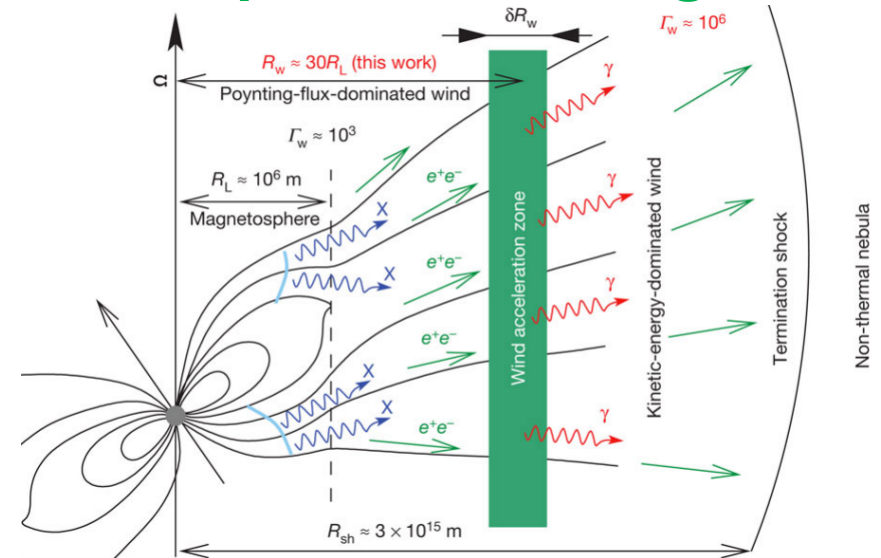 δR_w
Γ_w ≈ 10^6
Ω
R_w ≈ 30R_L (this work)
Poynting-flux-dominated wind
Γ_w ≈ 10^3
R_L ≈ 10^6 m
Magnetosphere
X
X
X
X
e^+e^-
e^+e^-
e^+e^-
e^+e^-
Wind acceleration zone
γ
γ
γ
γ
Kinetic-energy-dominated wind
Termination shock
Non-thermal nebula
R_sh ≈ 3 × 10^15 m